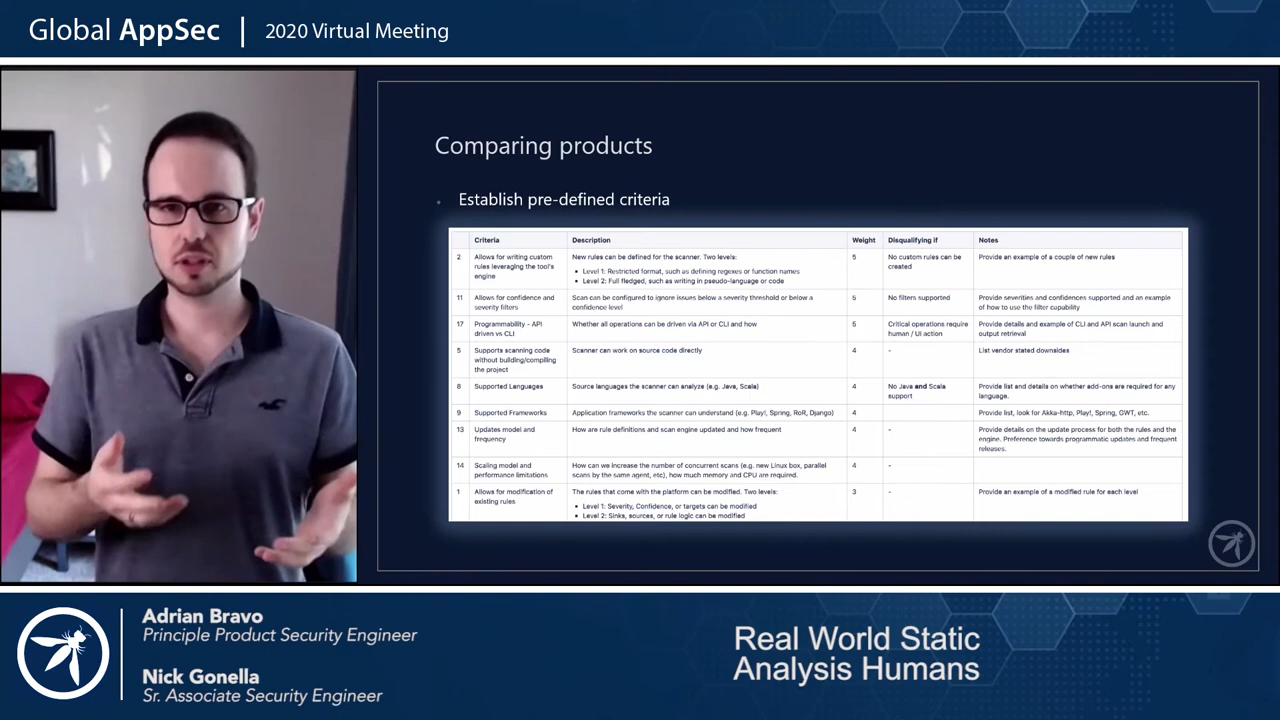 Global AppSec | 2020 Virtual Meeting
Comparing products
• Establish pre-defined criteria
Criteria Description Weight Disqualifying if Notes
2 Allows for writing custom rules leveraging the tool's engine New rules can be defined for the scanner. Two levels: • Level 1: Restricted format, such as defining regexes or function names • Level 2: Full fledged, such as writing in pseudo-language or code 5 No custom rules can be created Provide an example of a couple of new rules
11 Allows for confidence and severity filters Scan can be configured to ignore issues below a severity threshold or below a confidence level 5 No filters supported Provide severities and confidences supported and an example of how to use the filter capability
17 Programmability - API driven vs CLI Whether all operations can be driven via API or CLI and how 5 Critical operations require human / UI action Provide details and example of CLI and API scan launch and output retrieval
5 Supports scanning code without building/compiling the project Scanner can work on source code directly 4 - List vendor stated downsides
8 Supported Languages Source languages the scanner can analyze (e.g. Java, Scala) 4 No Java and Scala support Provide list and details on whether add-ons are required for any language.
9 Supported Frameworks Application frameworks the scanner can understand (e.g. Play!, Spring, RoR, Django) 4 Provide list, look for Akka-http, Play!, Spring, GWT, etc.
13 Updates model and frequency How are rule definitions and scan engine updated and how frequent 4 - Provide details on the update process for both the rules and the engine. Preference towards programmatic updates and frequent releases.
14 Scaling model and performance limitations How can we increase the number of concurrent scans (e.g. new Linux box, parallel scans by the same agent, etc), how much memory and CPU are required. 4 -
1 Allows for modification of existing rules The rules that come with the platform can be modified. Two levels: • Level 1: Severity, Confidence, or targets can be modified • Level 2: Sinks, sources, or rule logic can be modified 3 - Provide an example of a modified rule for each level
Adrian Bravo
Principle Product Security Engineer
Nick Gonella
Sr. Associate Security Engineer
Real World Static
Analysis Humans